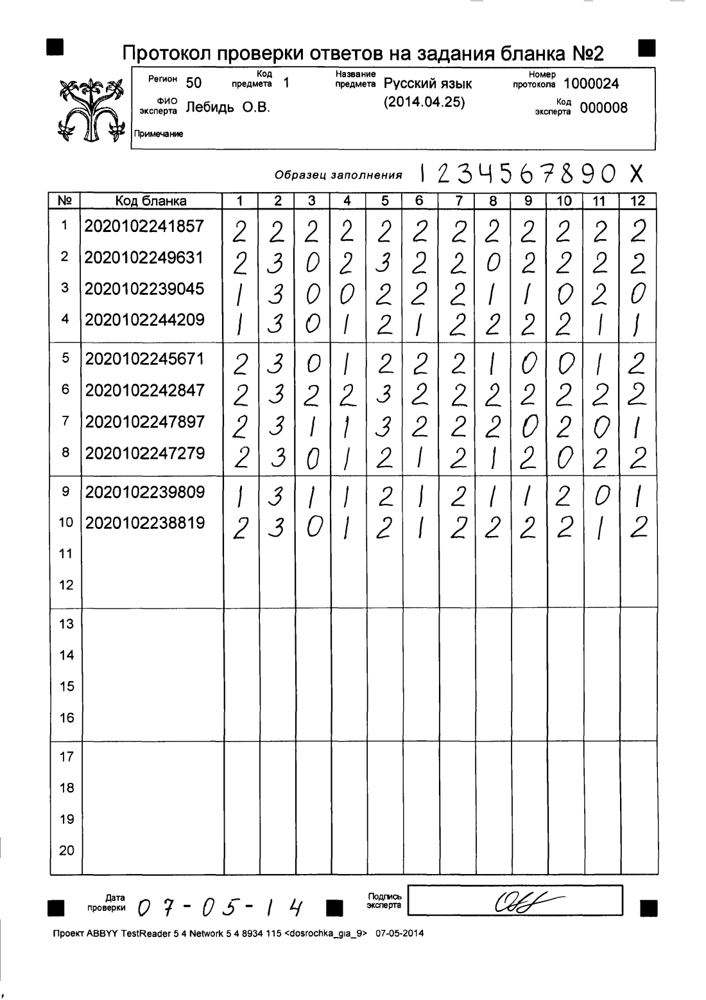 Протокол проверки ответов на задания бланка №2
Регион 50 Код предмета 1 Название предмета Русский язык (2014.04.25) Номер протокола 1000024
ФИО эксперта Лебидь О.В. Код эксперта 000008
Примечание
Образец заполнения 1 2 3 4 5 6 7 8 9 0 X
№ Код бланка 1 2 3 4 5 6 7 8 9 10 11 12
1 2020102241857 2 2 2 2 2 2 2 2 2 2 2 2
2 2020102249631 2 3 0 2 3 2 2 0 2 2 2 2
3 2020102239045 1 3 0 0 2 2 2 1 1 0 2 0
4 2020102244209 1 3 0 1 2 1 2 2 2 2 1 1
5 2020102245671 2 3 0 1 2 2 2 1 0 0 1 2
6 2020102242847 2 3 2 2 3 2 2 2 2 2 2 2
7 2020102247897 2 3 1 1 3 2 2 2 0 2 0 1
8 2020102247279 2 3 0 1 2 1 2 1 2 0 2 2
9 2020102239809 1 3 1 1 2 1 2 1 1 2 0 1
10 2020102238819 2 3 0 1 2 1 2 2 2 2 1 2
11
12
13
14
15
16
17
18
19
20
Дата проверки 07-05-14 Подпись эксперта
Проект ABBYY TestReader 5 4 Network 5 4 8934 115 <dosrochka_gia_9> 07-05-2014